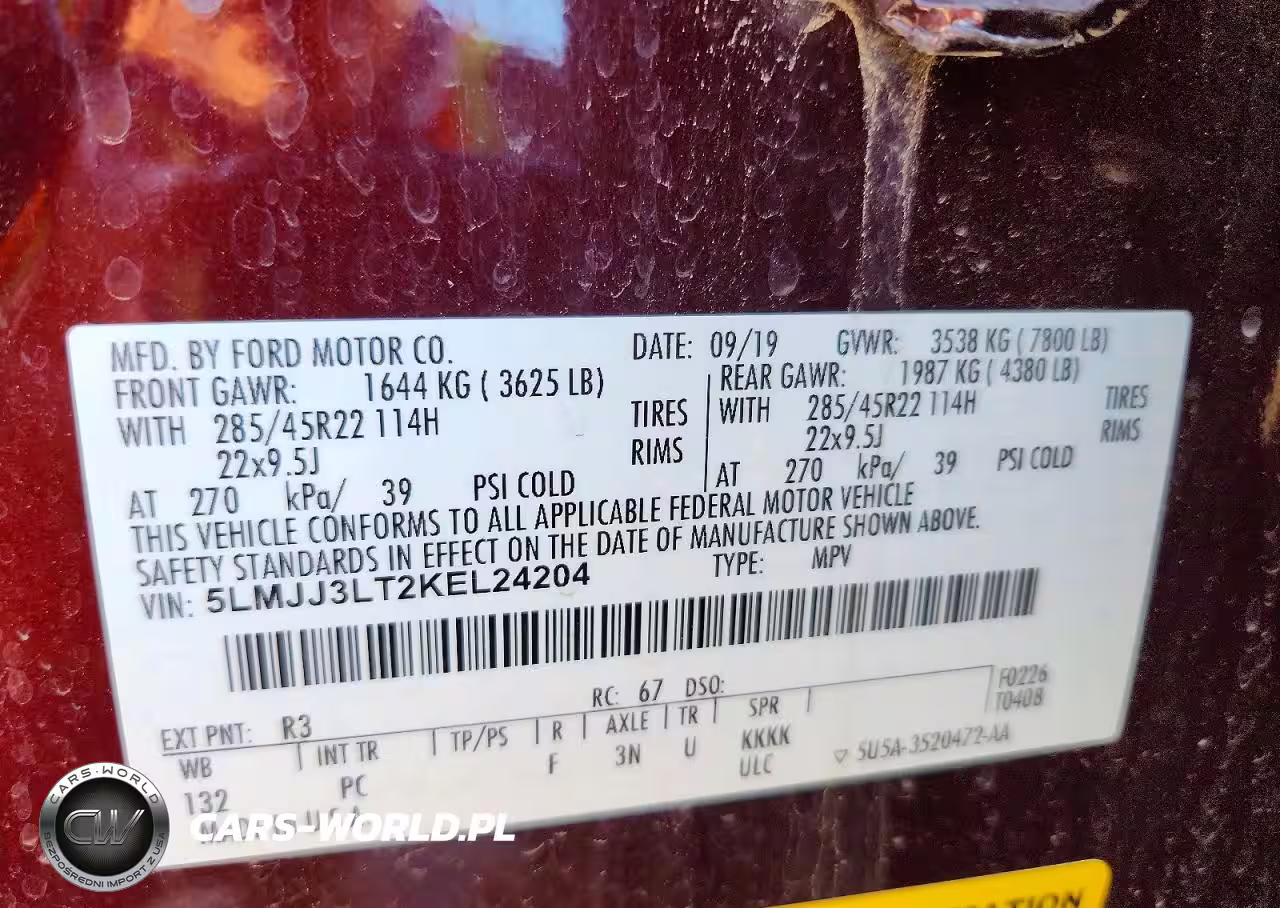 MFD. BY FORD MOTOR CO. DATE: 09/19 GVWR: 3538 KG ( 7800 LB)
FRONT GAWR: 1644 KG ( 3625 LB) REAR GAWR: 1987 KG ( 4380 LB)
WITH 285/45R22 114H TIRES WITH 285/45R22 114H TIRES
22x9.5J RIMS 22x9.5J RIMS
AT 270 kPa/ 39 PSI COLD AT 270 kPa/ 39 PSI COLD
THIS VEHICLE CONFORMS TO ALL APPLICABLE FEDERAL MOTOR VEHICLE
SAFETY STANDARDS IN EFFECT ON THE DATE OF MANUFACTURE SHOWN ABOVE.
VIN: 5LMJJ3LT2KEL24204 TYPE: MPV
F0226
T0408
EXT PNT: R3 RC: 67 DSO:
WB INT TR TP/PS R AXLE TR SPR
132 PC F 3N U KKKK
ULC ▽ 5U5A-3520472-AA
USA
CARS-WORLD
CW
BEZPOŚREDNI IMPORT Z USA
CARS-WORLD.PL